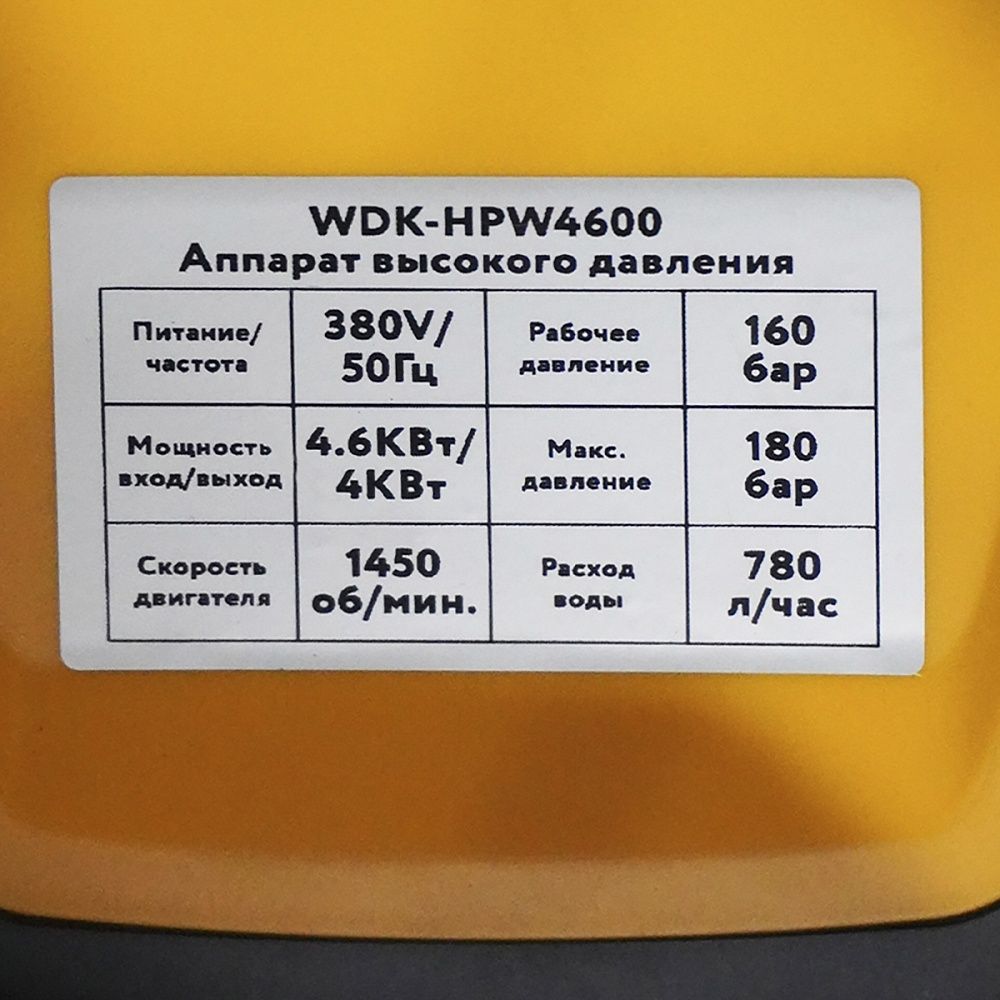 WDK-HPW4600
Аппарат высокого давления
Питание/
частота
380V/
50Гц
Рабочее
давление
160
бар
Мощность
вход/выход
4.6КВт/
4КВт
Макс.
давление
180
бар
Скорость
двигателя
1450
об/мин.
Расход
воды
780
л/час